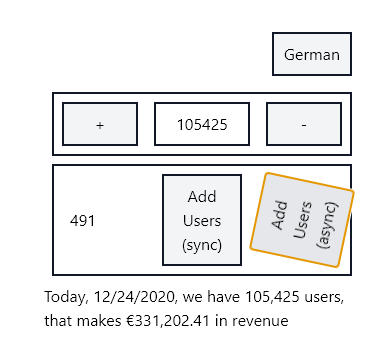 German
+ 105425 -
491
Add
Users
(sync)
Add
Users
(async)
Today, 12/24/2020, we have 105,425 users,
that makes €331,202.41 in revenue